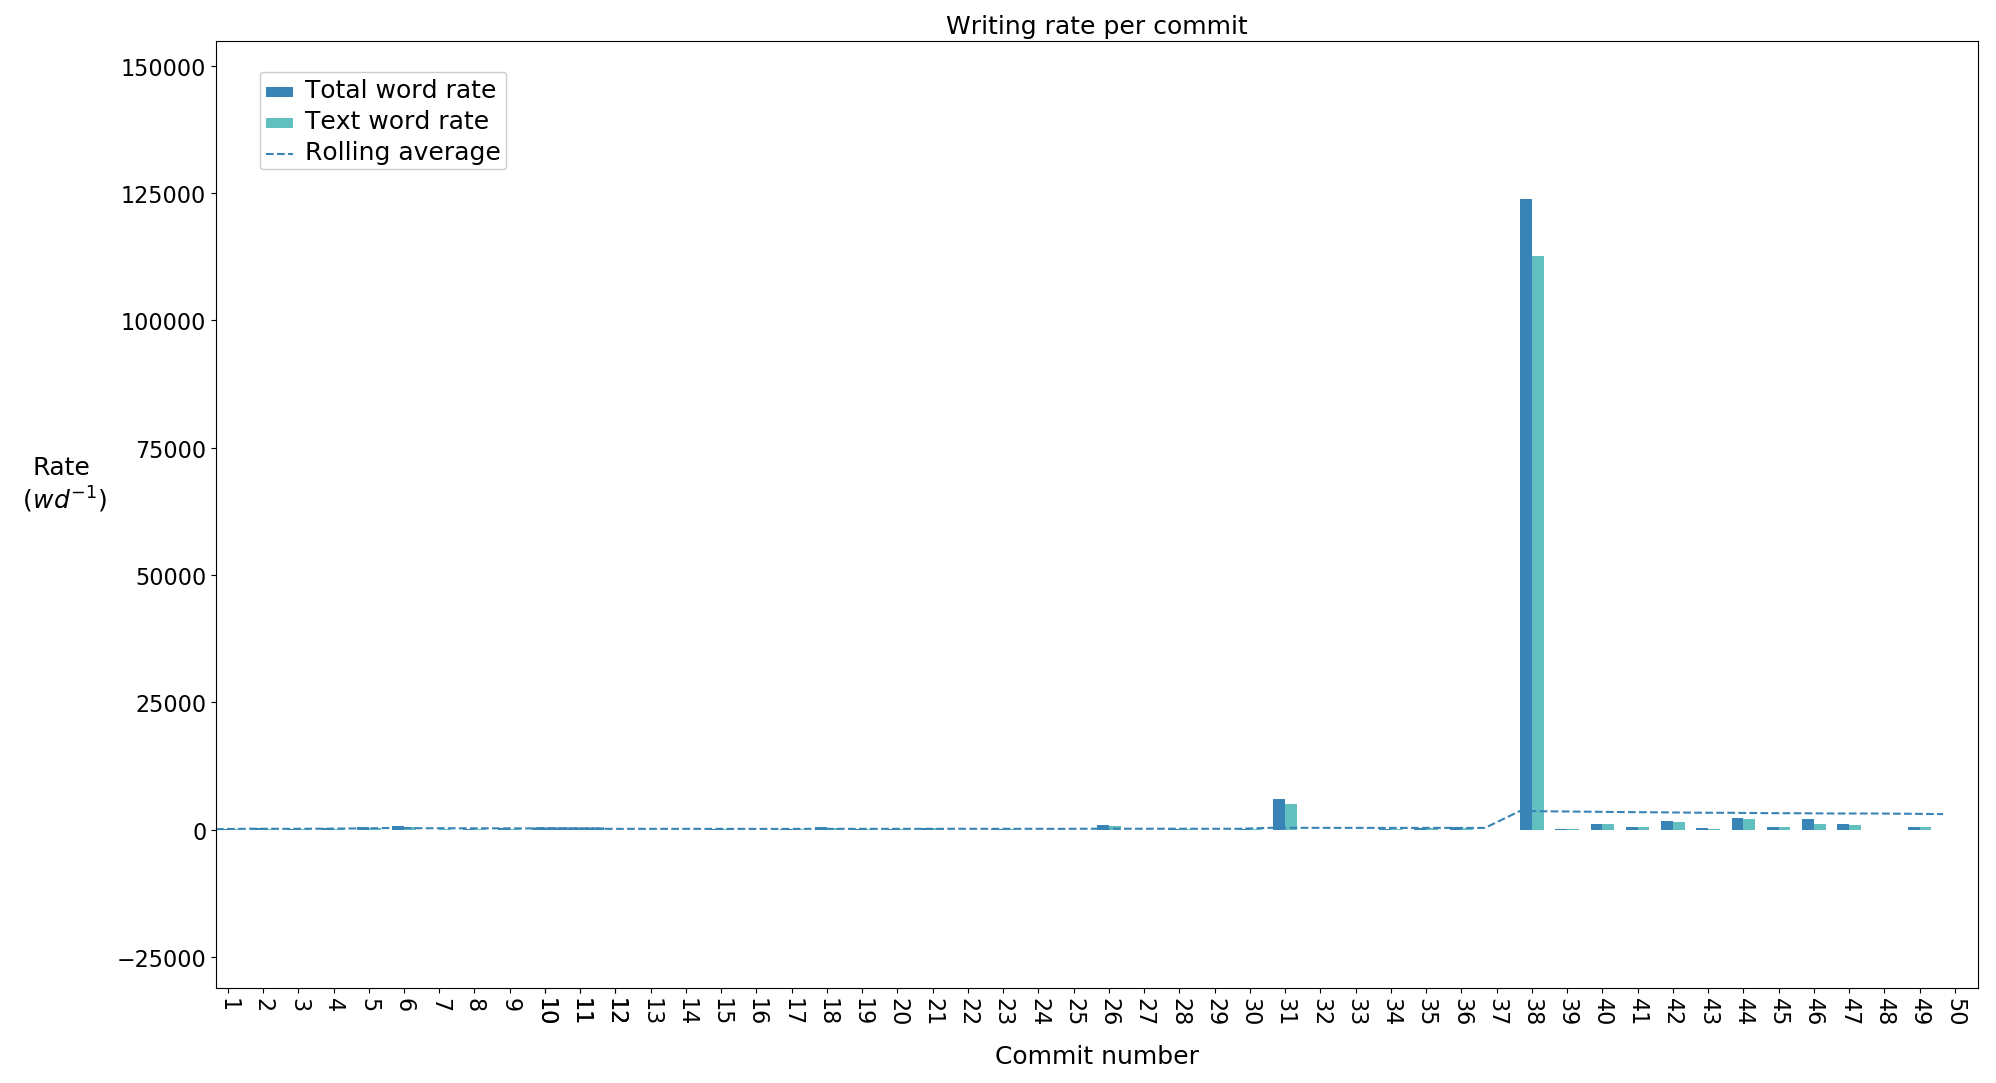 Writing rate per commit
150000
125000
100000
75000
50000
25000
0
−25000
Total word rate
Text word rate
Rolling average
Rate
(wd⁻¹)
1 2 3 4 5 6 7 8 9 10 11 12 13 14 15 16 17 18 19 20 21 22 23 24 25 26 27 28 29 30 31 32 33 34 35 36 37 38 39 40 41 42 43 44 45 46 47 48 49 50
Commit number